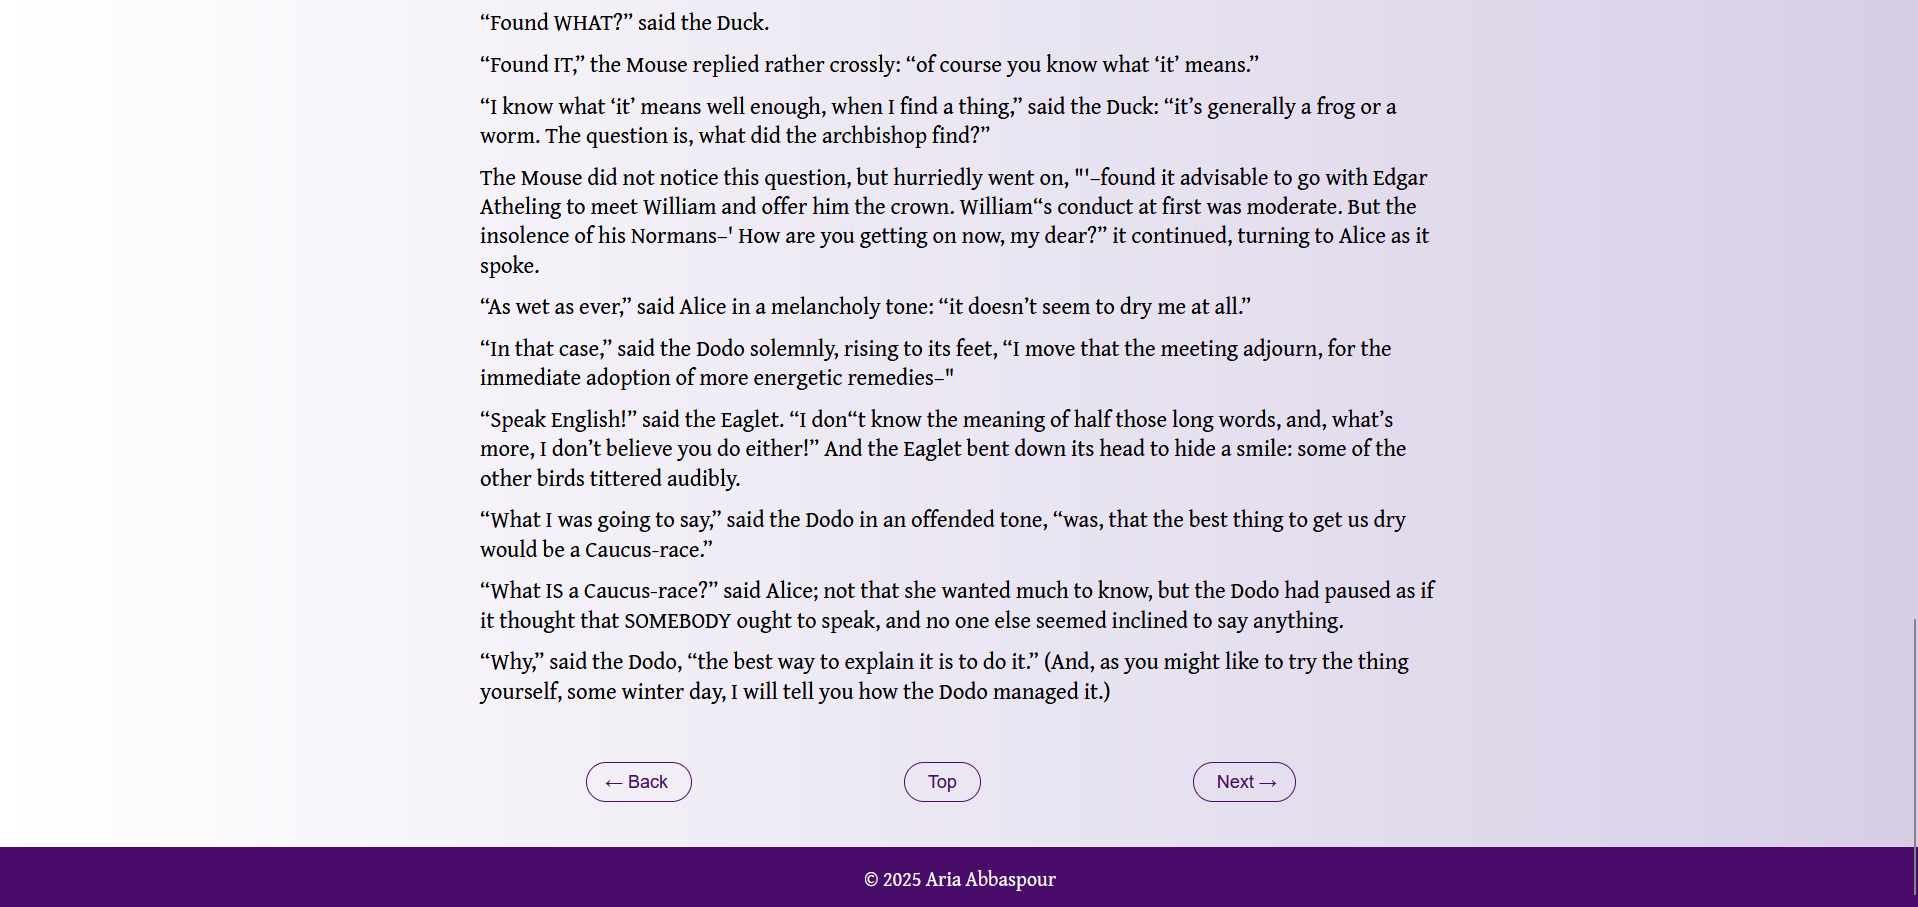 “Found WHAT?” said the Duck.
“Found IT,” the Mouse replied rather crossly: “of course you know what ‘it’ means.”
“I know what ‘it’ means well enough, when I find a thing,” said the Duck: “it’s generally a frog or a
worm. The question is, what did the archbishop find?”
The Mouse did not notice this question, but hurriedly went on, "'–found it advisable to go with Edgar
Atheling to meet William and offer him the crown. William“s conduct at first was moderate. But the
insolence of his Normans–' How are you getting on now, my dear?” it continued, turning to Alice as it
spoke.
“As wet as ever,” said Alice in a melancholy tone: “it doesn’t seem to dry me at all.”
“In that case,” said the Dodo solemnly, rising to its feet, “I move that the meeting adjourn, for the
immediate adoption of more energetic remedies–"
“Speak English!” said the Eaglet. “I don“t know the meaning of half those long words, and, what’s
more, I don’t believe you do either!” And the Eaglet bent down its head to hide a smile: some of the
other birds tittered audibly.
“What I was going to say,” said the Dodo in an offended tone, “was, that the best thing to get us dry
would be a Caucus-race.”
“What IS a Caucus-race?” said Alice; not that she wanted much to know, but the Dodo had paused as if
it thought that SOMEBODY ought to speak, and no one else seemed inclined to say anything.
“Why,” said the Dodo, “the best way to explain it is to do it.” (And, as you might like to try the thing
yourself, some winter day, I will tell you how the Dodo managed it.)
← Back
Top
Next →
© 2025 Aria Abbaspour